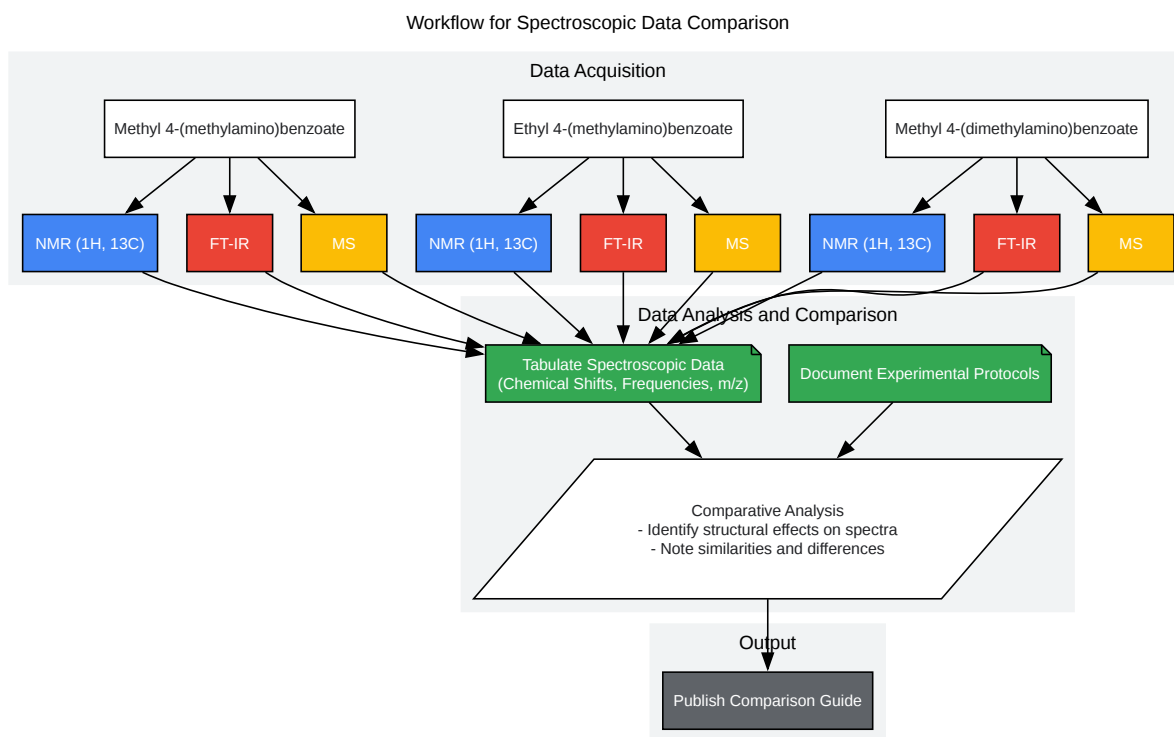 Workflow for Spectroscopic Data Comparison
Data Acquisition
Methyl 4-(methylamino)benzoate
Ethyl 4-(methylamino)benzoate
Methyl 4-(dimethylamino)benzoate
NMR (1H, 13C)
FT-IR
MS
NMR (1H, 13C)
FT-IR
MS
NMR (1H, 13C)
FT-IR
MS
Data Analysis and Comparison
Tabulate Spectroscopic Data
(Chemical Shifts, Frequencies, m/z)
Document Experimental Protocols
Comparative Analysis
- Identify structural effects on spectra
- Note similarities and differences
Output
Publish Comparison Guide